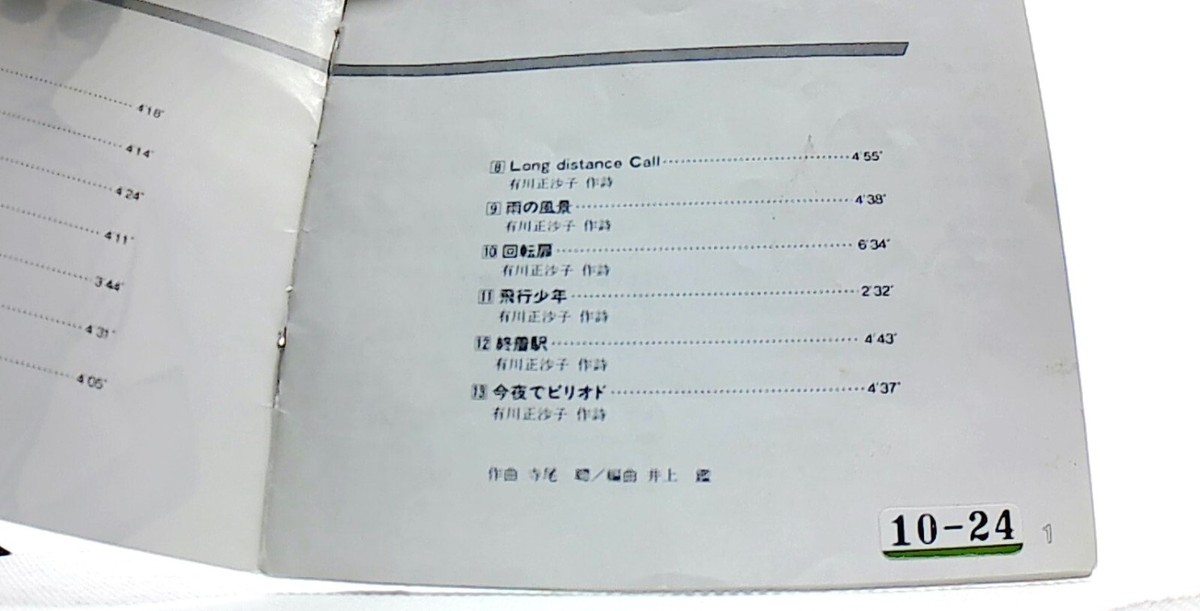 4'18"
4'14"
4'24"
4'11"
3'44"
4'31"
4'05"
8 Long distance Call 4'55"
有川正沙子 作詩
9 雨の風景 4'38"
有川正沙子 作詩
10 回転扉 6'34"
有川正沙子 作詩
11 飛行少年 2'32"
有川正沙子 作詩
12 終着駅 4'43"
有川正沙子 作詩
13 今夜でピリオド 4'37"
有川正沙子 作詩
作曲 寺尾 聰／編曲 井上 鑑
10-24
1